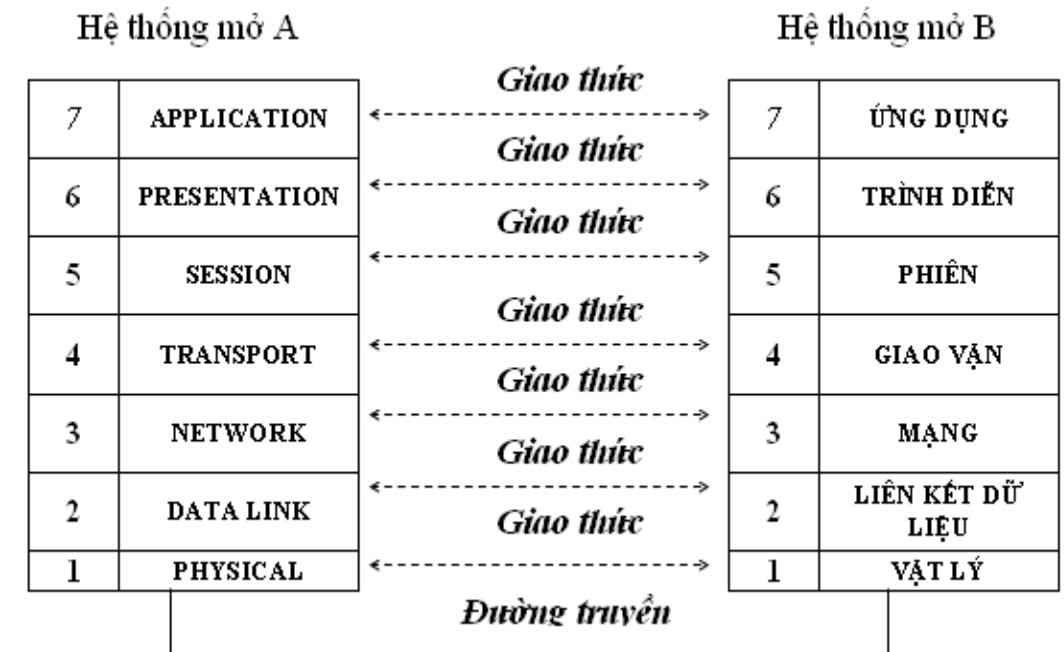 Hệ thống mở A
Hệ thống mở B
Giao thức
7 APPLICATION
7 ỨNG DỤNG
Giao thức
6 PRESENTATION
6 TRÌNH DIỄN
Giao thức
5 SESSION
5 PHIÊN
Giao thức
4 TRANSPORT
4 GIAO VẬN
Giao thức
3 NETWORK
3 MẠNG
Giao thức
2 DATA LINK
2 LIÊN KẾT DỮ
LIỆU
Giao thức
1 PHYSICAL
1 VẬT LÝ
Đường truyền